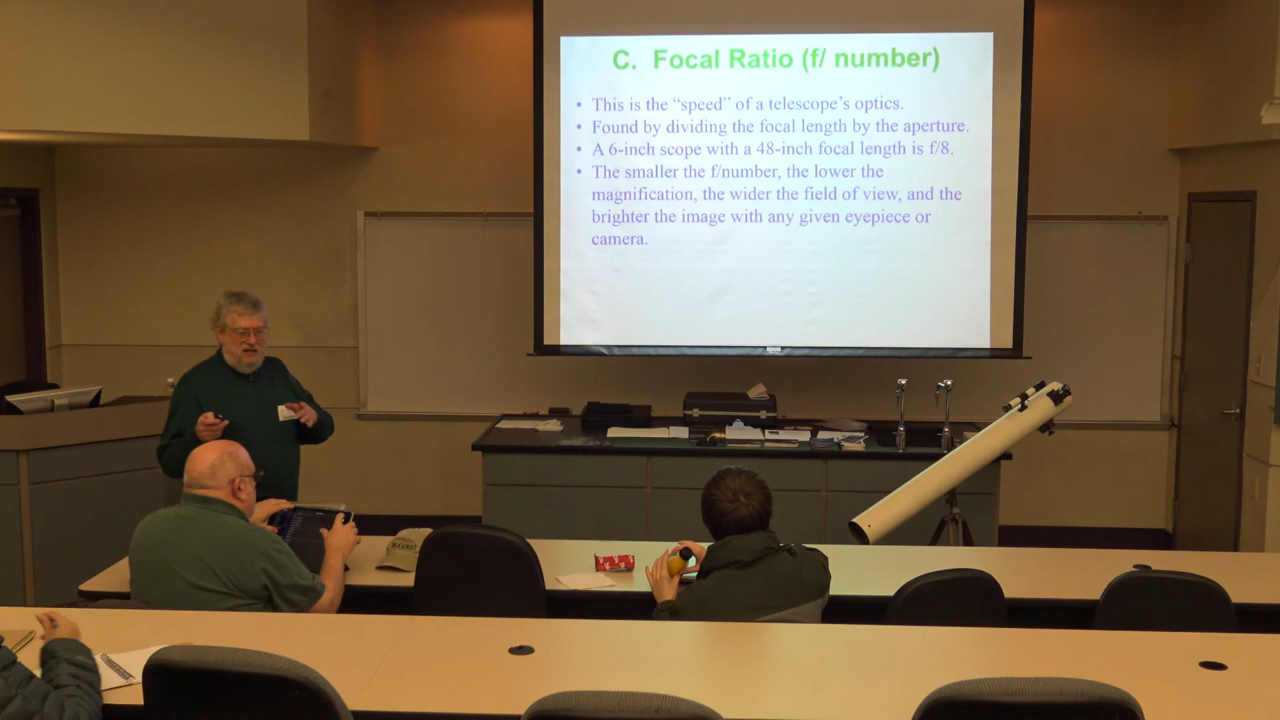 C. Focal Ratio (f/ number)
• This is the “speed” of a telescope’s optics.
• Found by dividing the focal length by the aperture.
• A 6-inch scope with a 48-inch focal length is f/8.
• The smaller the f/number, the lower the
magnification, the wider the field of view, and the
brighter the image with any given eyepiece or
camera.